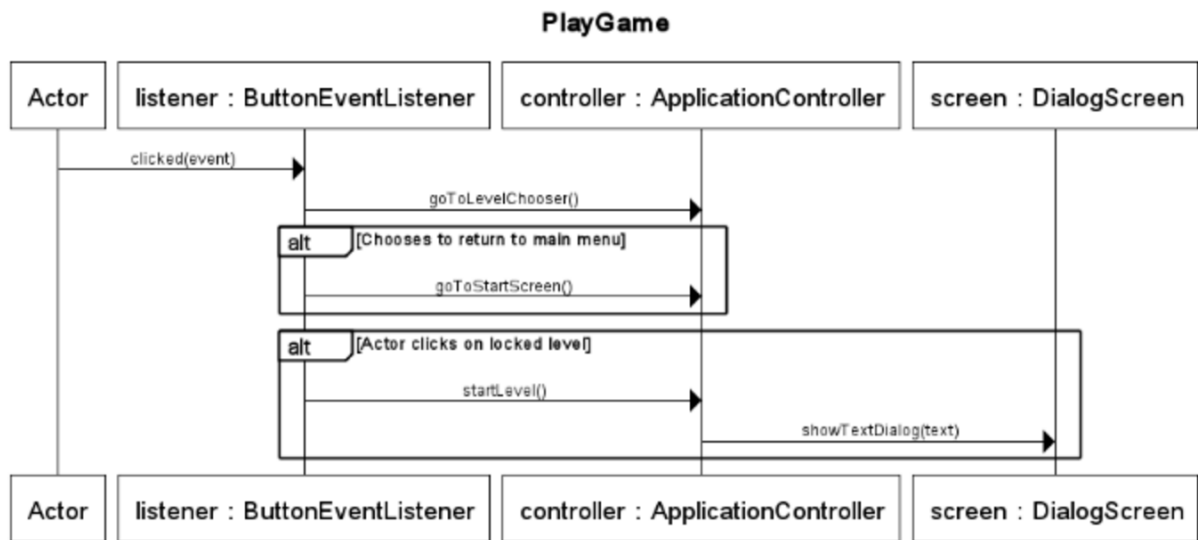 PlayGame
Actor
listener : ButtonEventListener
controller : ApplicationController
screen : DialogScreen
clicked(event)
goToLevelChooser()
alt
[Chooses to return to main menu]
goToStartScreen()
alt
[Actor clicks on locked level]
startLevel()
showTextDialog(text)
Actor
listener : ButtonEventListener
controller : ApplicationController
screen : DialogScreen